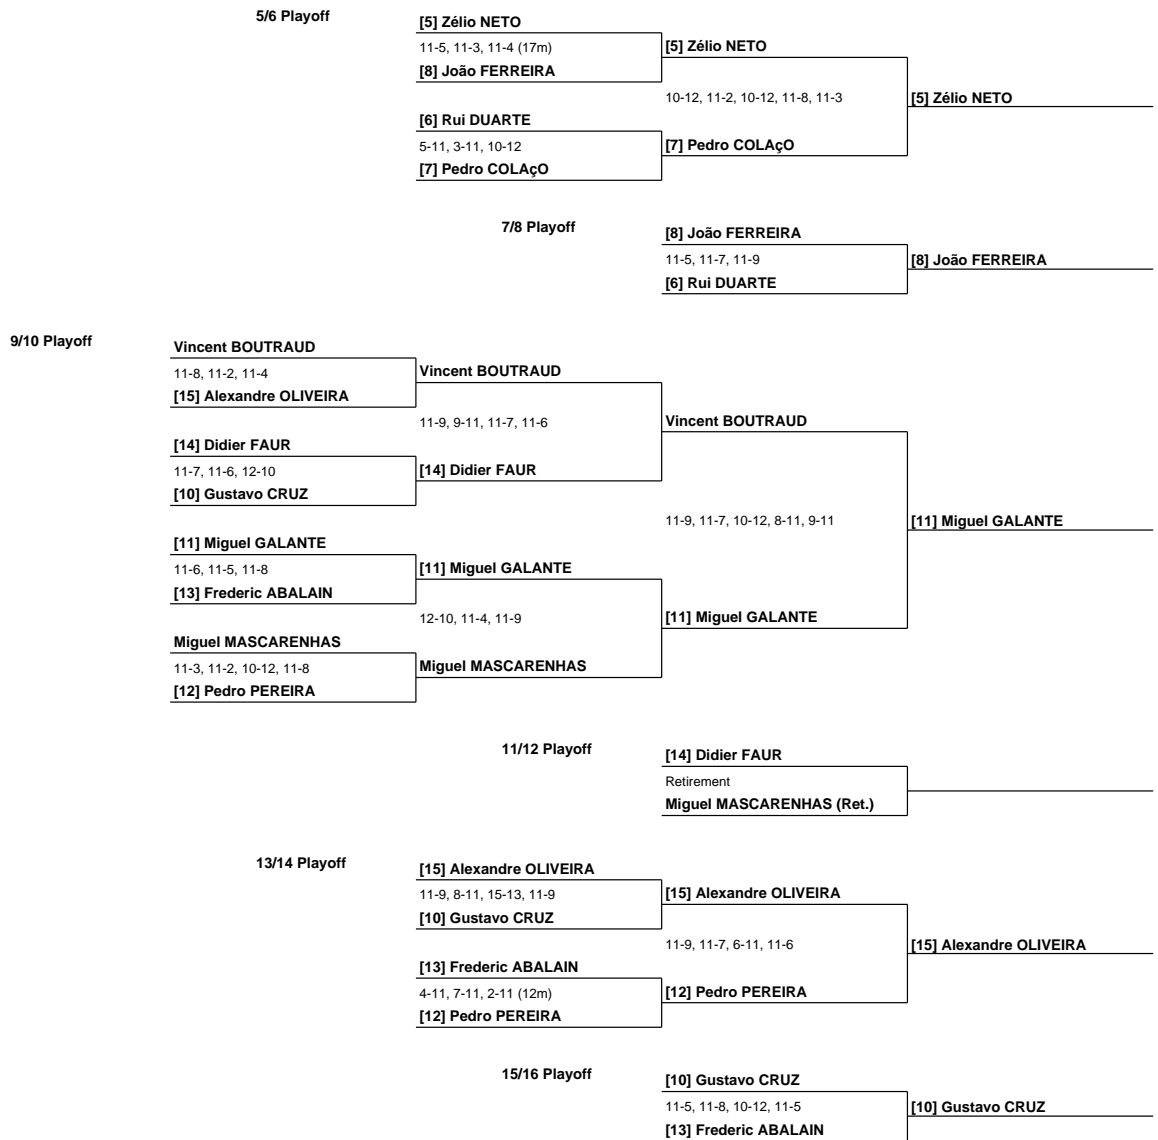 5/6 Playoff
[5] Zélio NETO
11-5, 11-3, 11-4 (17m)
[8] João FERREIRA
[5] Zélio NETO
10-12, 11-2, 10-12, 11-8, 11-3
[5] Zélio NETO
[6] Rui DUARTE
5-11, 3-11, 10-12
[7] Pedro COLAçO
[7] Pedro COLAçO
7/8 Playoff
[8] João FERREIRA
11-5, 11-7, 11-9
[6] Rui DUARTE
[8] João FERREIRA
9/10 Playoff
Vincent BOUTRAUD
11-8, 11-2, 11-4
[15] Alexandre OLIVEIRA
Vincent BOUTRAUD
11-9, 9-11, 11-7, 11-6
Vincent BOUTRAUD
[14] Didier FAUR
11-7, 11-6, 12-10
[10] Gustavo CRUZ
[14] Didier FAUR
11-9, 11-7, 10-12, 8-11, 9-11
[11] Miguel GALANTE
[11] Miguel GALANTE
11-6, 11-5, 11-8
[13] Frederic ABALAIN
[11] Miguel GALANTE
12-10, 11-4, 11-9
[11] Miguel GALANTE
Miguel MASCARENHAS
11-3, 11-2, 10-12, 11-8
[12] Pedro PEREIRA
Miguel MASCARENHAS
11/12 Playoff
[14] Didier FAUR
Retirement
Miguel MASCARENHAS (Ret.)
13/14 Playoff
[15] Alexandre OLIVEIRA
11-9, 8-11, 15-13, 11-9
[10] Gustavo CRUZ
[15] Alexandre OLIVEIRA
11-9, 11-7, 6-11, 11-6
[15] Alexandre OLIVEIRA
[13] Frederic ABALAIN
4-11, 7-11, 2-11 (12m)
[12] Pedro PEREIRA
[12] Pedro PEREIRA
15/16 Playoff
[10] Gustavo CRUZ
11-5, 11-8, 10-12, 11-5
[13] Frederic ABALAIN
[10] Gustavo CRUZ